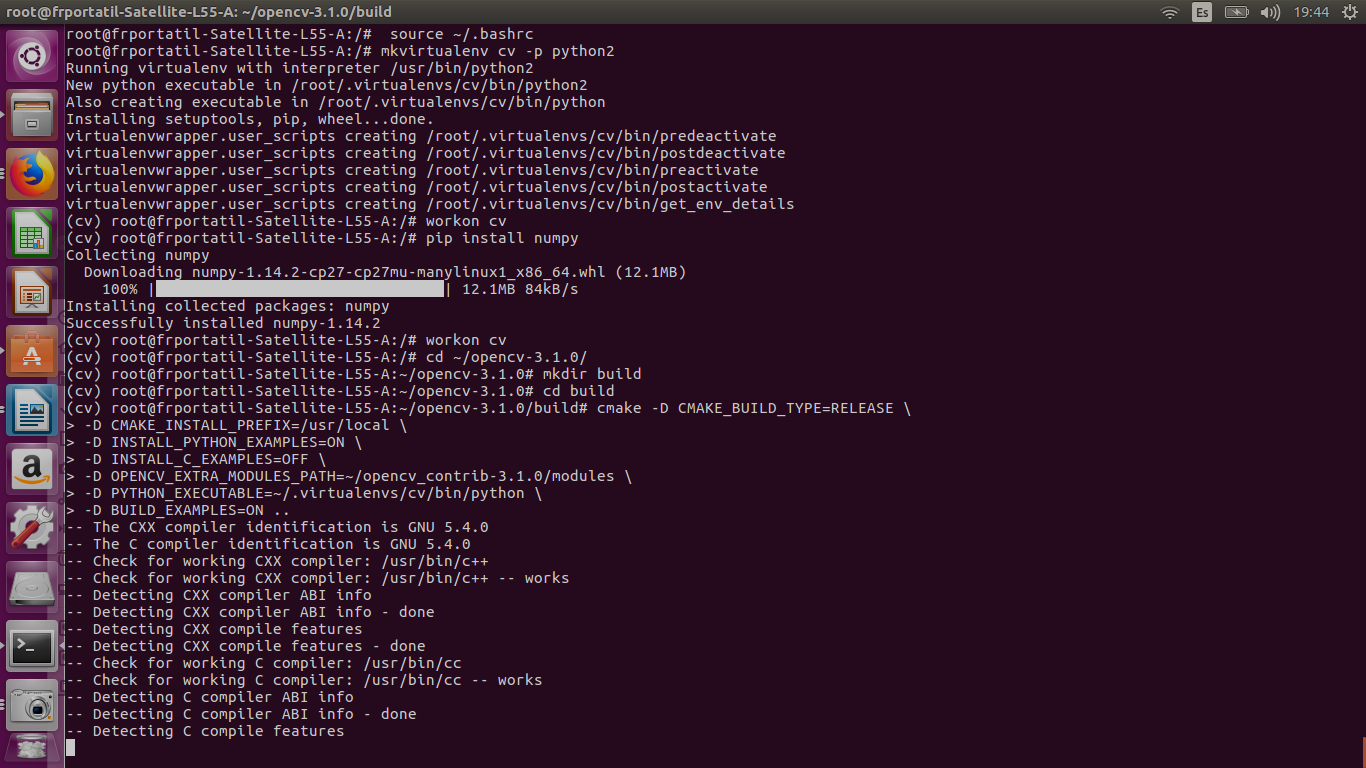 root@frportatil-Satellite-L55-A: ~/opencv-3.1.0/build
Es
19:44
root@frportatil-Satellite-L55-A:/#  source ~/.bashrc
root@frportatil-Satellite-L55-A:/# mkvirtualenv cv -p python2
Running virtualenv with interpreter /usr/bin/python2
New python executable in /root/.virtualenvs/cv/bin/python2
Also creating executable in /root/.virtualenvs/cv/bin/python
Installing setuptools, pip, wheel...done.
virtualenvwrapper.user_scripts creating /root/.virtualenvs/cv/bin/predeactivate
virtualenvwrapper.user_scripts creating /root/.virtualenvs/cv/bin/postdeactivate
virtualenvwrapper.user_scripts creating /root/.virtualenvs/cv/bin/preactivate
virtualenvwrapper.user_scripts creating /root/.virtualenvs/cv/bin/postactivate
virtualenvwrapper.user_scripts creating /root/.virtualenvs/cv/bin/get_env_details
(cv) root@frportatil-Satellite-L55-A:/# workon cv
(cv) root@frportatil-Satellite-L55-A:/# pip install numpy
Collecting numpy
  Downloading numpy-1.14.2-cp27-cp27mu-manylinux1_x86_64.whl (12.1MB)
    100% |████████████████████████████████| 12.1MB 84kB/s
Installing collected packages: numpy
Successfully installed numpy-1.14.2
(cv) root@frportatil-Satellite-L55-A:/# workon cv
(cv) root@frportatil-Satellite-L55-A:/# cd ~/opencv-3.1.0/
(cv) root@frportatil-Satellite-L55-A:~/opencv-3.1.0# mkdir build
(cv) root@frportatil-Satellite-L55-A:~/opencv-3.1.0# cd build
(cv) root@frportatil-Satellite-L55-A:~/opencv-3.1.0/build# cmake -D CMAKE_BUILD_TYPE=RELEASE \
> -D CMAKE_INSTALL_PREFIX=/usr/local \
> -D INSTALL_PYTHON_EXAMPLES=ON \
> -D INSTALL_C_EXAMPLES=OFF \
> -D OPENCV_EXTRA_MODULES_PATH=~/opencv_contrib-3.1.0/modules \
> -D PYTHON_EXECUTABLE=~/.virtualenvs/cv/bin/python \
> -D BUILD_EXAMPLES=ON ..
-- The CXX compiler identification is GNU 5.4.0
-- The C compiler identification is GNU 5.4.0
-- Check for working CXX compiler: /usr/bin/c++
-- Check for working CXX compiler: /usr/bin/c++ -- works
-- Detecting CXX compiler ABI info
-- Detecting CXX compiler ABI info - done
-- Detecting CXX compile features
-- Detecting CXX compile features - done
-- Check for working C compiler: /usr/bin/cc
-- Check for working C compiler: /usr/bin/cc -- works
-- Detecting C compiler ABI info
-- Detecting C compiler ABI info - done
-- Detecting C compile features